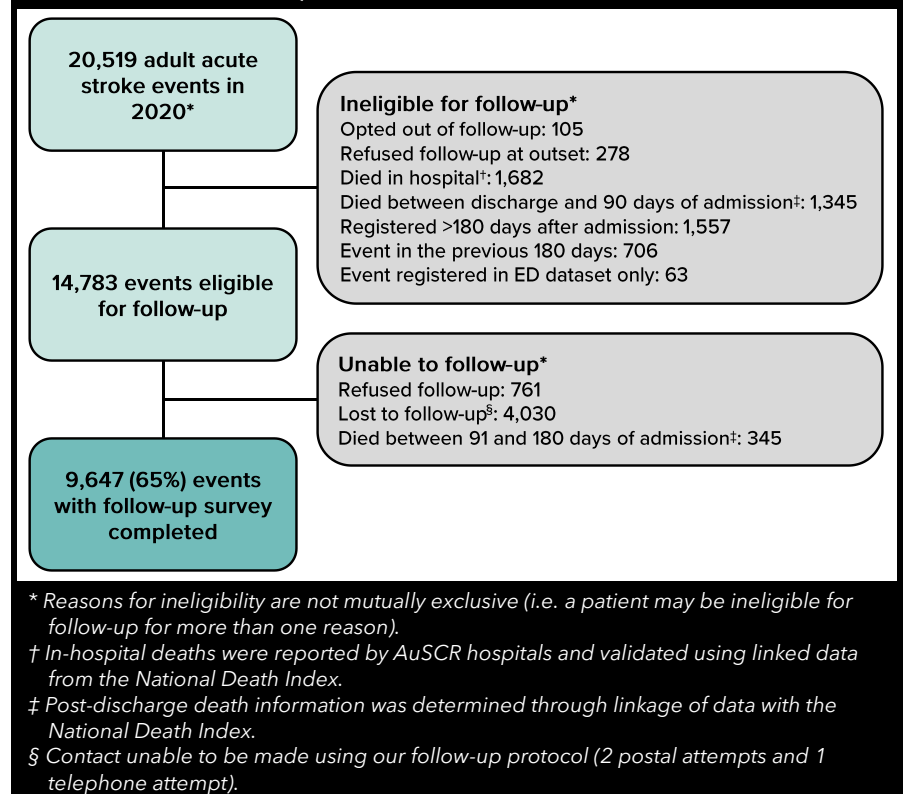 20,519 adult acute
stroke events in
2020*
Ineligible for follow-up*
Opted out of follow-up: 105
Refused follow-up at outset: 278
Died in hospital†: 1,682
Died between discharge and 90 days of admission‡: 1,345
Registered >180 days after admission: 1,557
Event in the previous 180 days: 706
Event registered in ED dataset only: 63
14,783 events eligible
for follow-up
Unable to follow-up*
Refused follow-up: 761
Lost to follow-up§: 4,030
Died between 91 and 180 days of admission‡: 345
9,647 (65%) events
with follow-up survey
completed
* Reasons for ineligibility are not mutually exclusive (i.e. a patient may be ineligible for
follow-up for more than one reason).
† In-hospital deaths were reported by AuSCR hospitals and validated using linked data
from the National Death Index.
‡ Post-discharge death information was determined through linkage of data with the
National Death Index.
§ Contact unable to be made using our follow-up protocol (2 postal attempts and 1
telephone attempt).